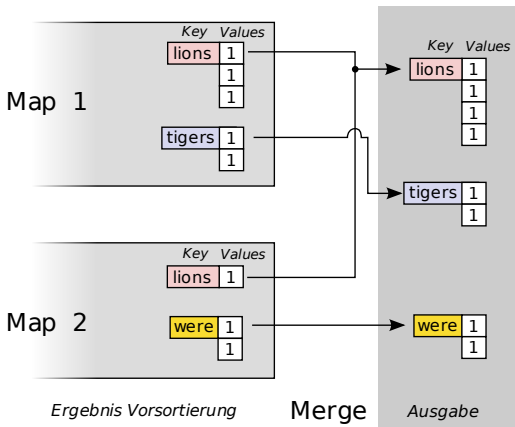 Key Values
lions 1
1
1
Map 1
tigers 1
1
Key Values
lions 1
Map 2
were 1
1
Key Values
lions 1
1
1
1
tigers 1
1
were 1
1
Ergebnis Vorsortierung
Merge
Ausgabe